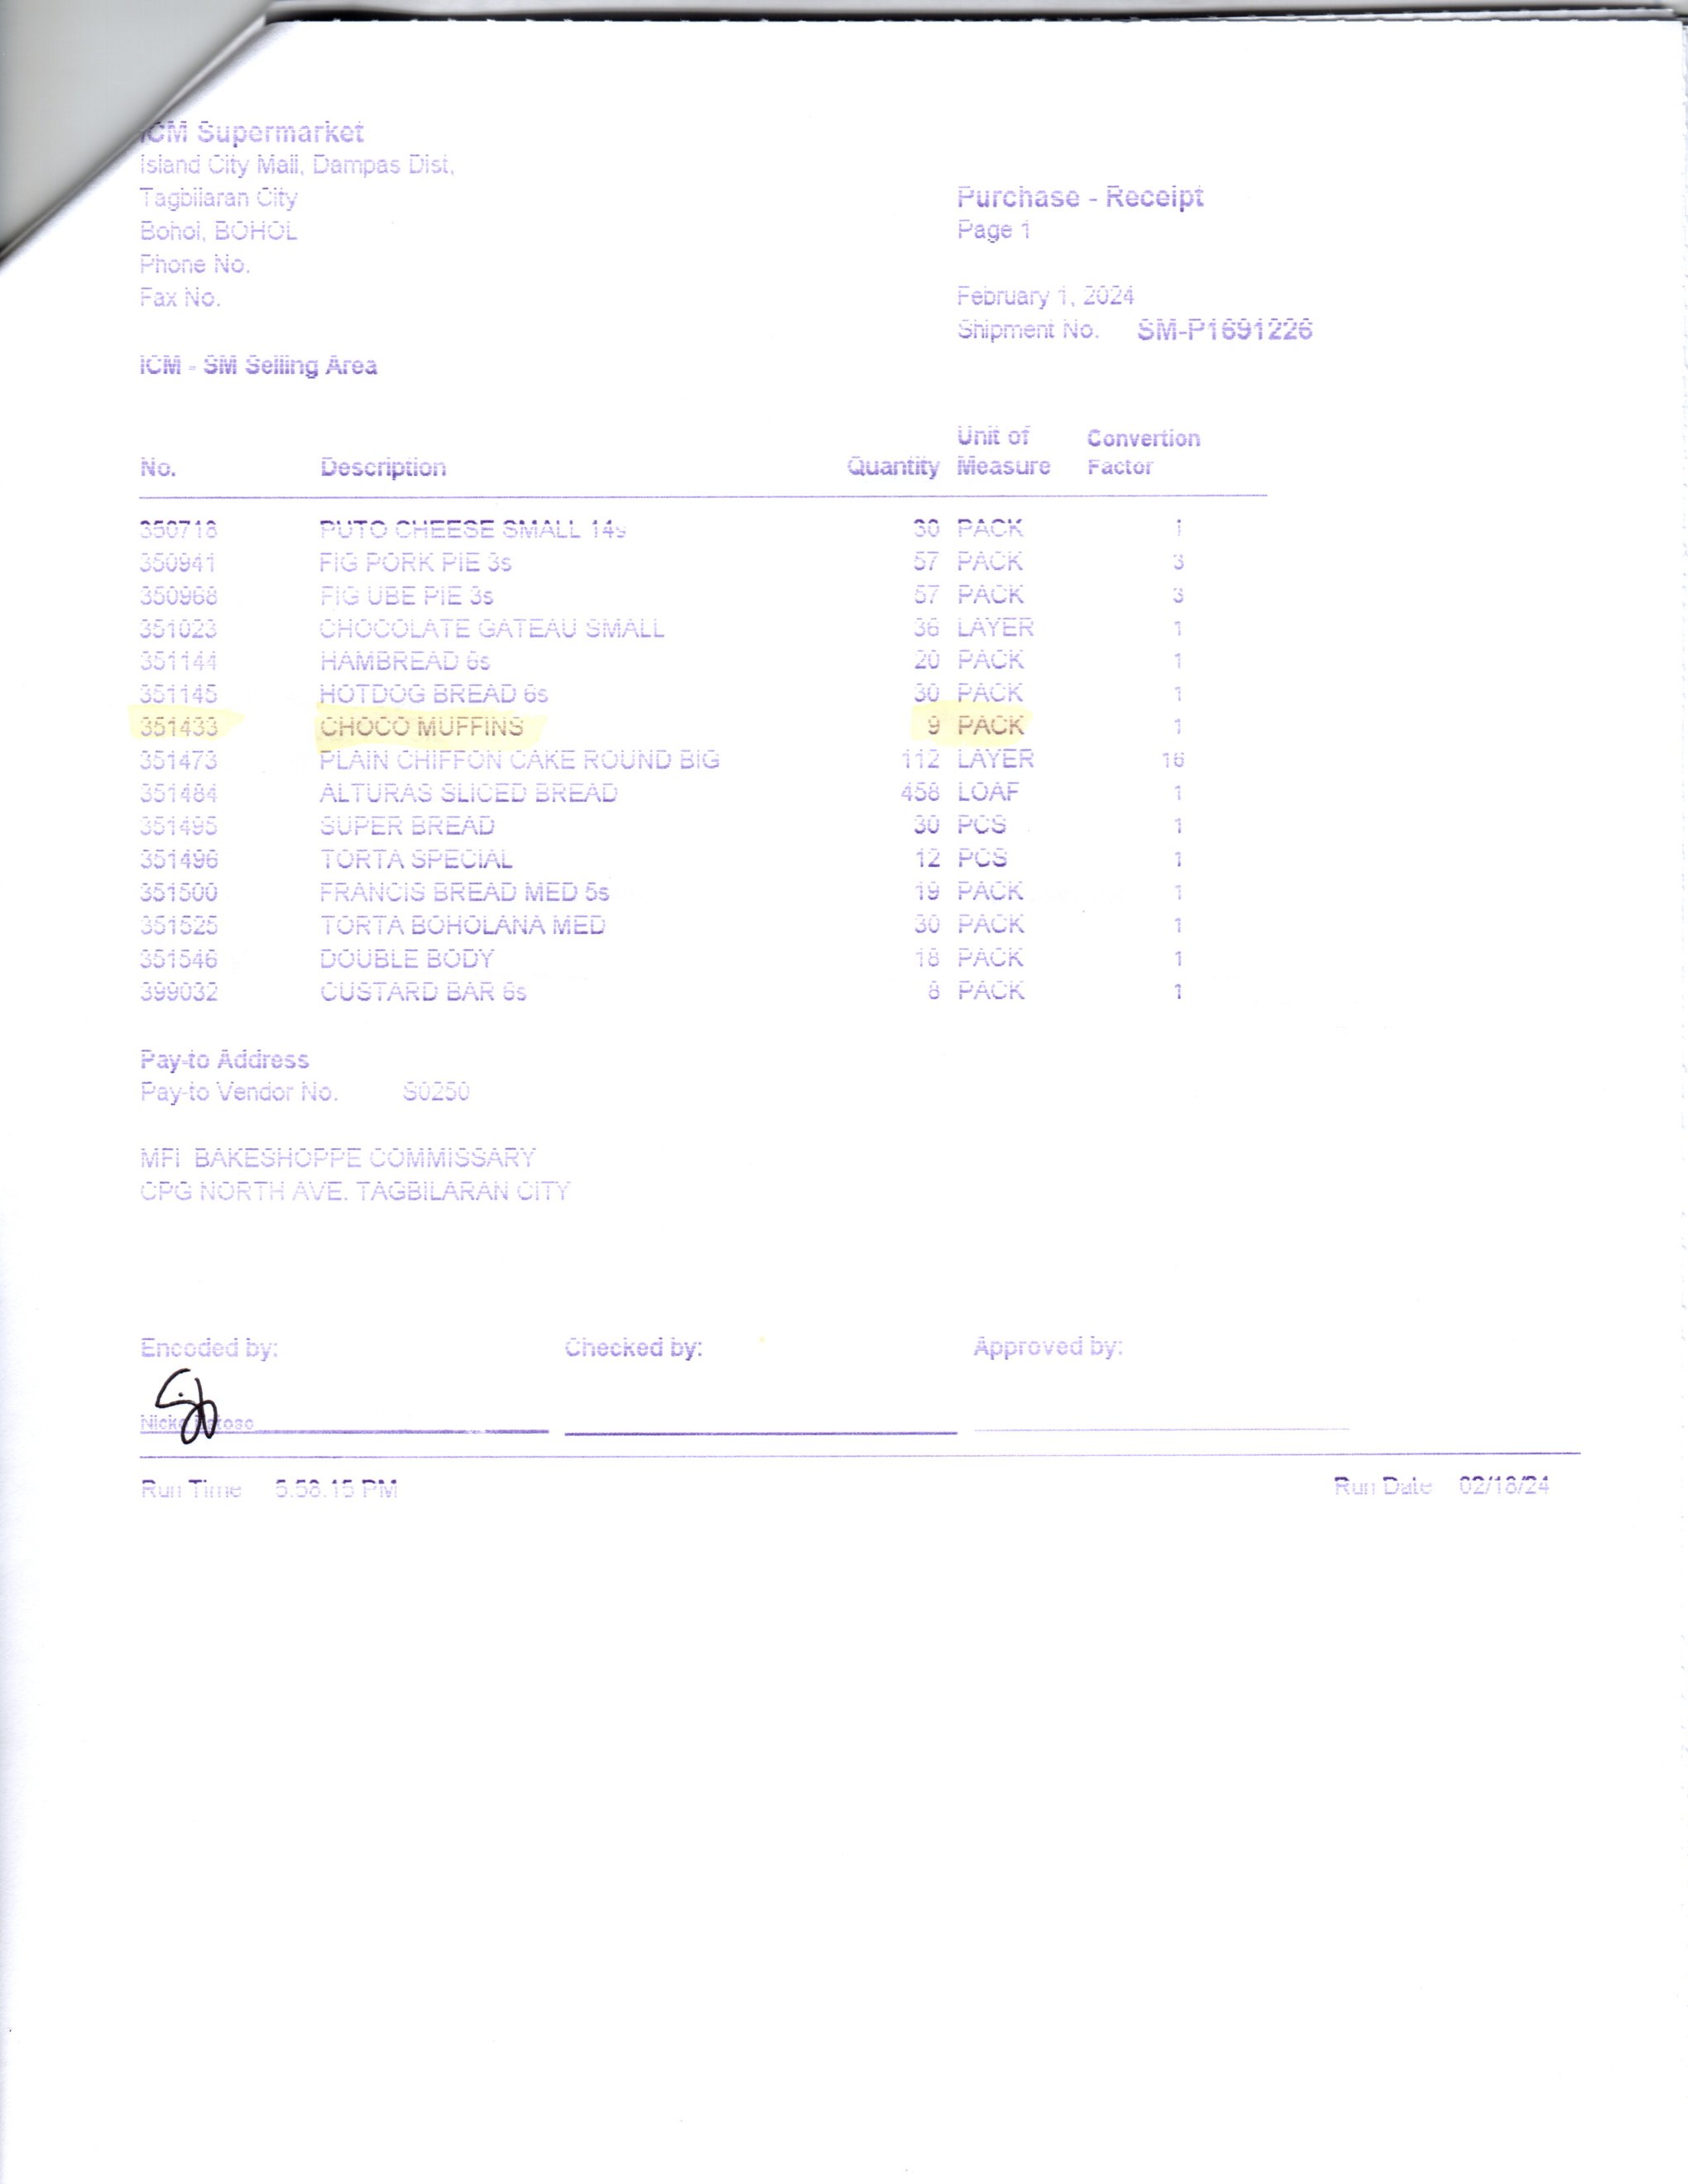 ICM Supermarket
Island City Mall, Dampas Dist,
Tagbilaran City
Bohol, BOHOL
Phone No.
Fax No.
Purchase - Receipt
Page 1
February 1, 2024
Shipment No. SM-P1691226
ICM - SM Selling Area
No. Description Quantity Unit of Measure Convertion Factor
350718 PUTO CHEESE SMALL 14s 30 PACK 1
350941 FIG PORK PIE 3s 57 PACK 3
350968 FIG UBE PIE 3s 57 PACK 3
351023 CHOCOLATE GATEAU SMALL 36 LAYER 1
351144 HAMBREAD 6s 20 PACK 1
351145 HOTDOG BREAD 6s 30 PACK 1
351433 CHOCO MUFFINS 9 PACK 1
351473 PLAIN CHIFFON CAKE ROUND BIG 112 LAYER 16
351484 ALTURAS SLICED BREAD 458 LOAF 1
351495 SUPER BREAD 30 PCS 1
351496 TORTA SPECIAL 12 PCS 1
351500 FRANCIS BREAD MED 5s 19 PACK 1
351525 TORTA BOHOLANA MED 30 PACK 1
351546 DOUBLE BODY 18 PACK 1
399032 CUSTARD BAR 6s 8 PACK 1
Pay-to Address
Pay-to Vendor No. S0250
MFI BAKESHOPPE COMMISSARY
CPG NORTH AVE. TAGBILARAN CITY
Encoded by: Checked by: Approved by:
Run Time 5.58.15 PM Run Date 02/18/24